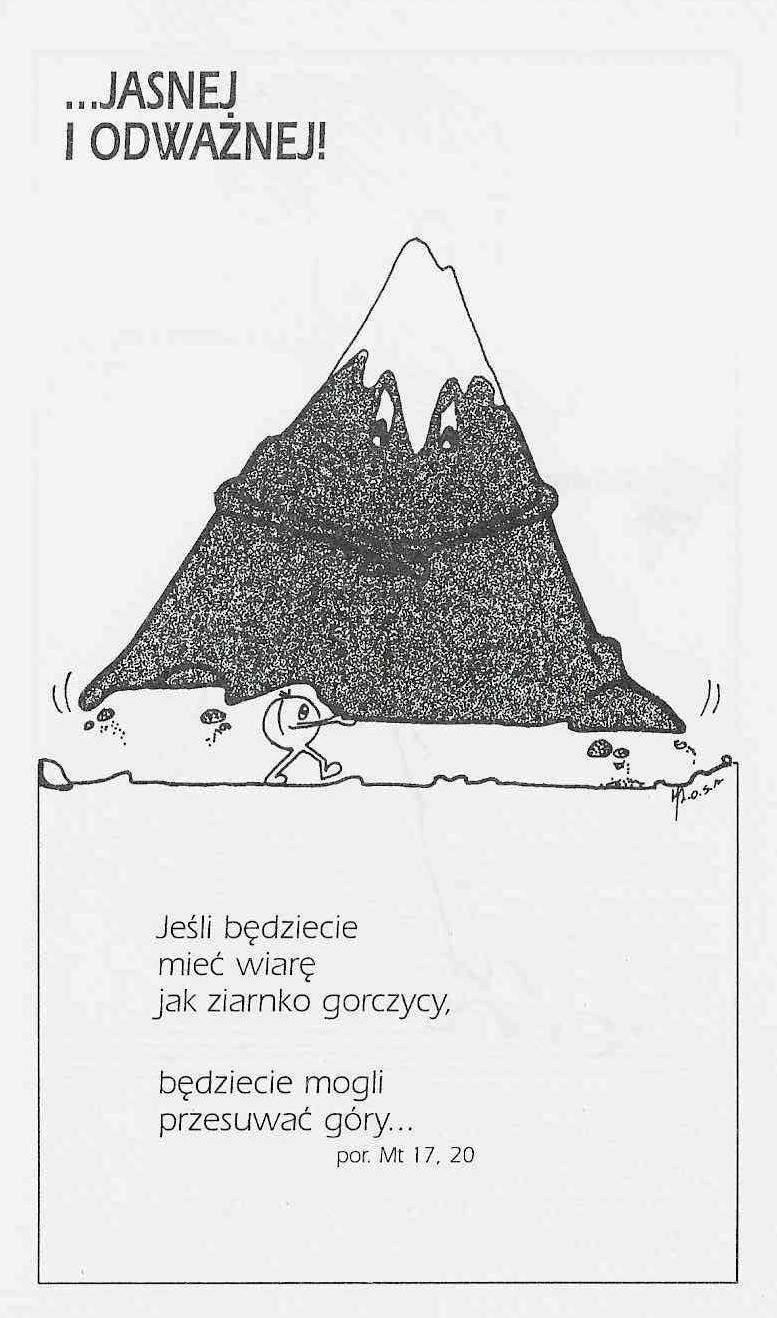 ...JASNEJ
I ODWAŻNEJ!
Jeśli będziecie
mieć wiarę
jak ziarnko gorczycy,
będziecie mogli
przesuwać góry...
por. Mt 17, 20